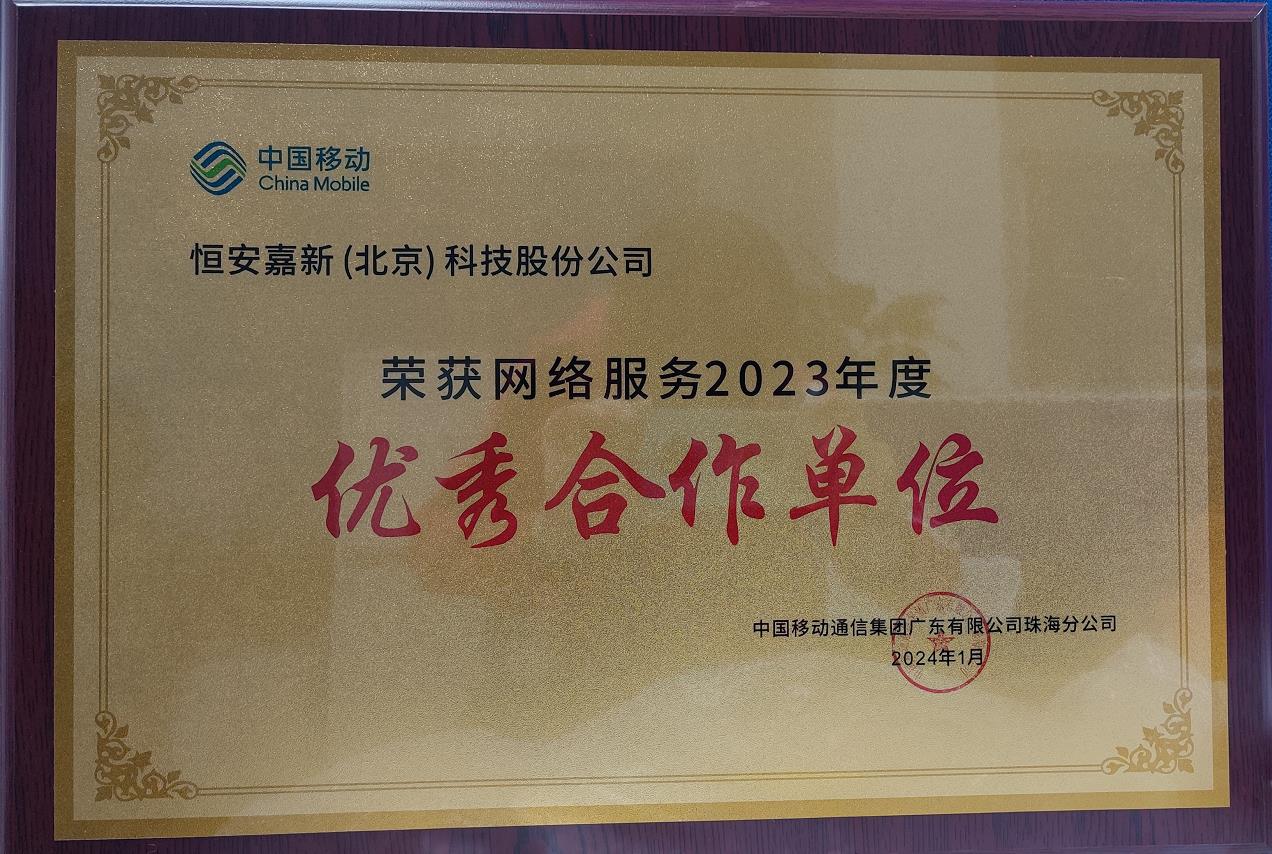 中国移动
China Mobile
恒安嘉新(北京)科技股份公司
荣获网络服务2023年度
优秀合作单位
中国移动通信集团广东有限公司珠海分公司
2024年1月